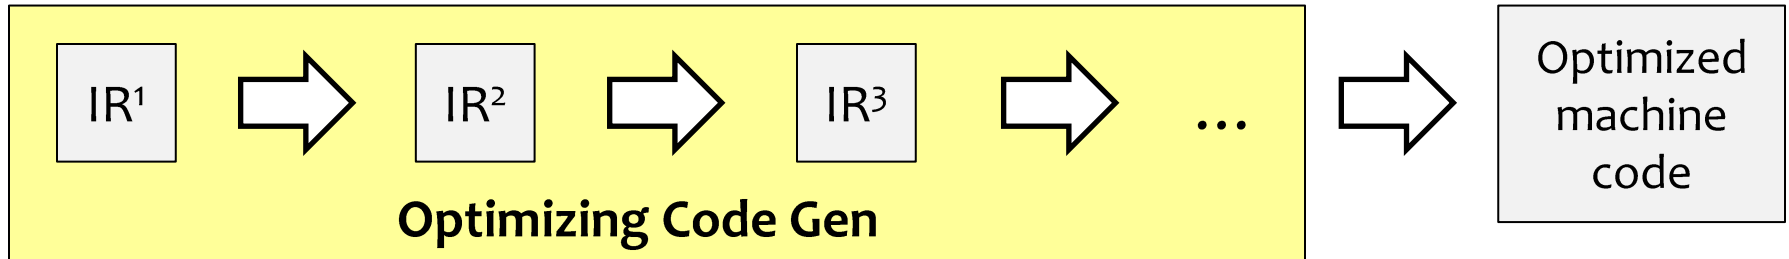 IR¹
IR²
IR³
...
Optimizing Code Gen
Optimized
machine
code